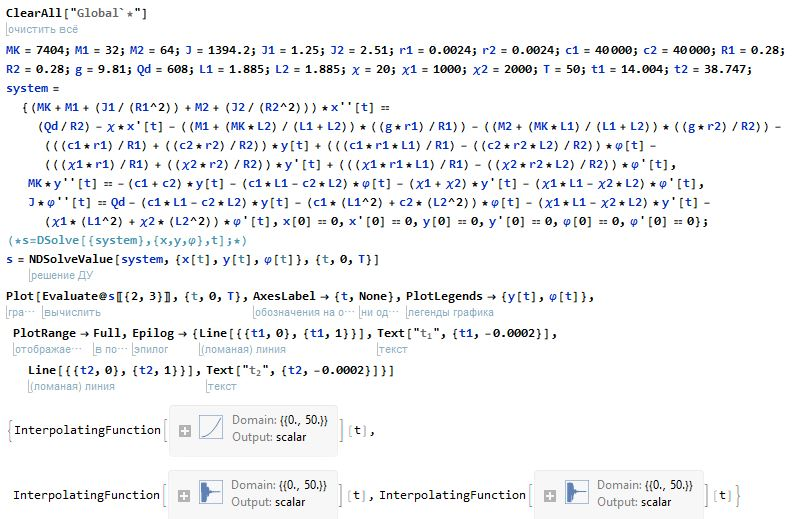 ClearAll["Global`*"]
очистить всё
MK = 7404; M1 = 32; M2 = 64; J = 1394.2; J1 = 1.25; J2 = 2.51; r1 = 0.0024; r2 = 0.0024; c1 = 40000; c2 = 40000; R1 = 0.28;
R2 = 0.28; g = 9.81; Qd = 608; L1 = 1.885; L2 = 1.885; χ = 20; χ1 = 1000; χ2 = 2000; T = 50; t1 = 14.004; t2 = 38.747;
system =
{(MK + M1 + (J1 / (R1^2)) + M2 + (J2 / (R2^2))) * x''[t] ==
(Qd / R2) - χ * x'[t] - ((M1 + (MK * L2) / (L1 + L2)) * ((g * r1) / R1)) - ((M2 + (MK * L1) / (L1 + L2)) * ((g * r2) / R2)) -
(((c1 * r1) / R1) + ((c2 * r2) / R2)) * y[t] + (((c1 * r1 * L1) / R1) - ((c2 * r2 * L2) / R2)) * φ[t] -
(((χ1 * r1) / R1) + ((χ2 * r2) / R2)) * y'[t] + (((χ1 * r1 * L1) / R1) - ((χ2 * r2 * L2) / R2)) * φ'[t],
MK * y''[t] == - (c1 + c2) * y[t] - (c1 * L1 - c2 * L2) * φ[t] - (χ1 + χ2) * y'[t] - (χ1 * L1 - χ2 * L2) * φ'[t],
J * φ''[t] == Qd - (c1 * L1 - c2 * L2) * y[t] - (c1 * (L1^2) + c2 * (L2^2)) * φ[t] - (χ1 * L1 - χ2 * L2) * y'[t] -
(χ1 * (L1^2) + χ2 * (L2^2)) * φ'[t], x[0] == 0, x'[0] == 0, y[0] == 0, y'[0] == 0, φ[0] == 0, φ'[0] == 0};
(*s=DSolve[{system},{x,y,φ},t];*)
s = NDSolveValue[system, {x[t], y[t], φ[t]}, {t, 0, T}]
решение ДУ
Plot[Evaluate@s[[{2, 3}]], {t, 0, T}, AxesLabel → {t, None}, PlotLegends → {y[t], φ[t]},
гра⋯ вычислить обозначения на о⋯ ни од⋯ легенды графика
PlotRange → Full, Epilog → {Line[{{t1, 0}, {t1, 1}}], Text["t₁", {t1, -0.0002}],
отображае⋯ в по⋯ эпилог (ломаная) линия текст
Line[{{t2, 0}, {t2, 1}}], Text["t₂", {t2, -0.0002}]}]
(ломаная) линия текст
{InterpolatingFunction[ Domain: {{0., 50.}} Output: scalar ][t],
InterpolatingFunction[ Domain: {{0., 50.}} Output: scalar ][t], InterpolatingFunction[ Domain: {{0., 50.}} Output: scalar ][t]}